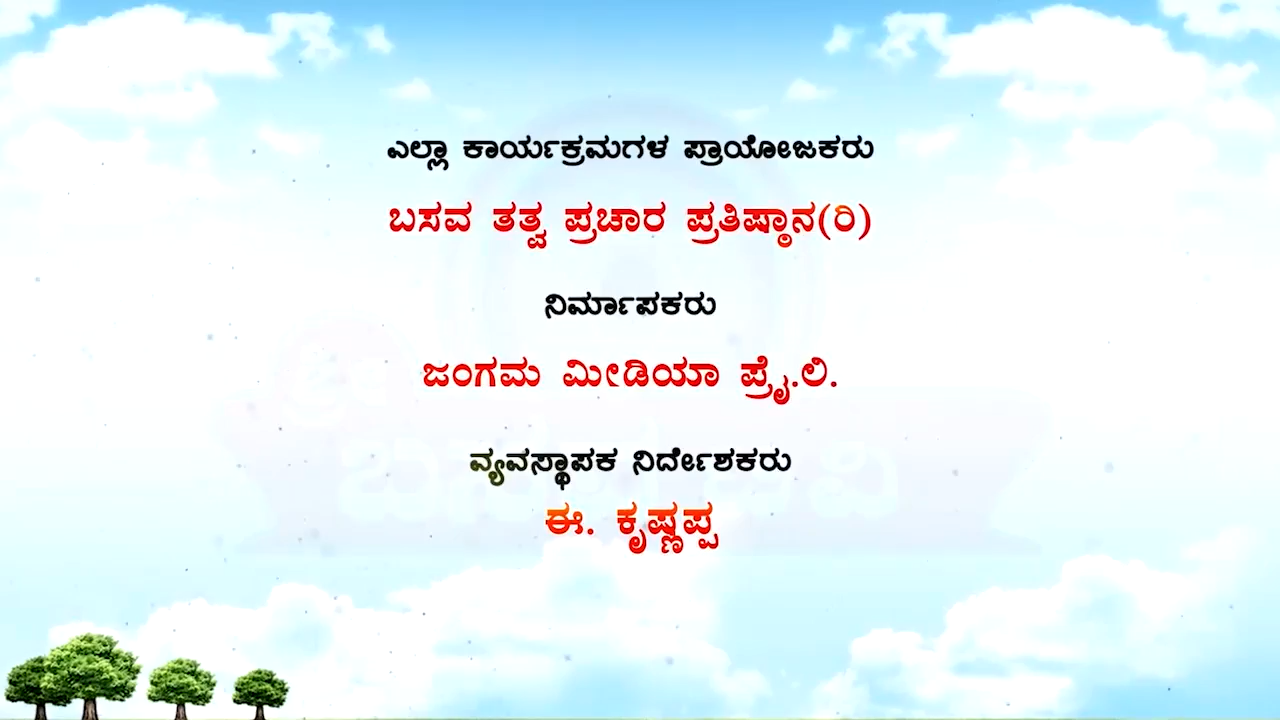 ಎಲ್ಲಾ ಕಾರ್ಯಕ್ರಮಗಳ ಪ್ರಾಯೋಜಕರು
ಬಸವ ತತ್ವ ಪ್ರಚಾರ ಪ್ರತಿಷ್ಠಾನ(ರಿ)
ನಿರ್ಮಾಪಕರು
ಜಂಗಮ ಮೀಡಿಯಾ ಪ್ರೈ.ಲಿ.
ವ್ಯವಸ್ಥಾಪಕ ನಿರ್ದೇಶಕರು
ಈ. ಕೃಷ್ಣಪ್ಪ